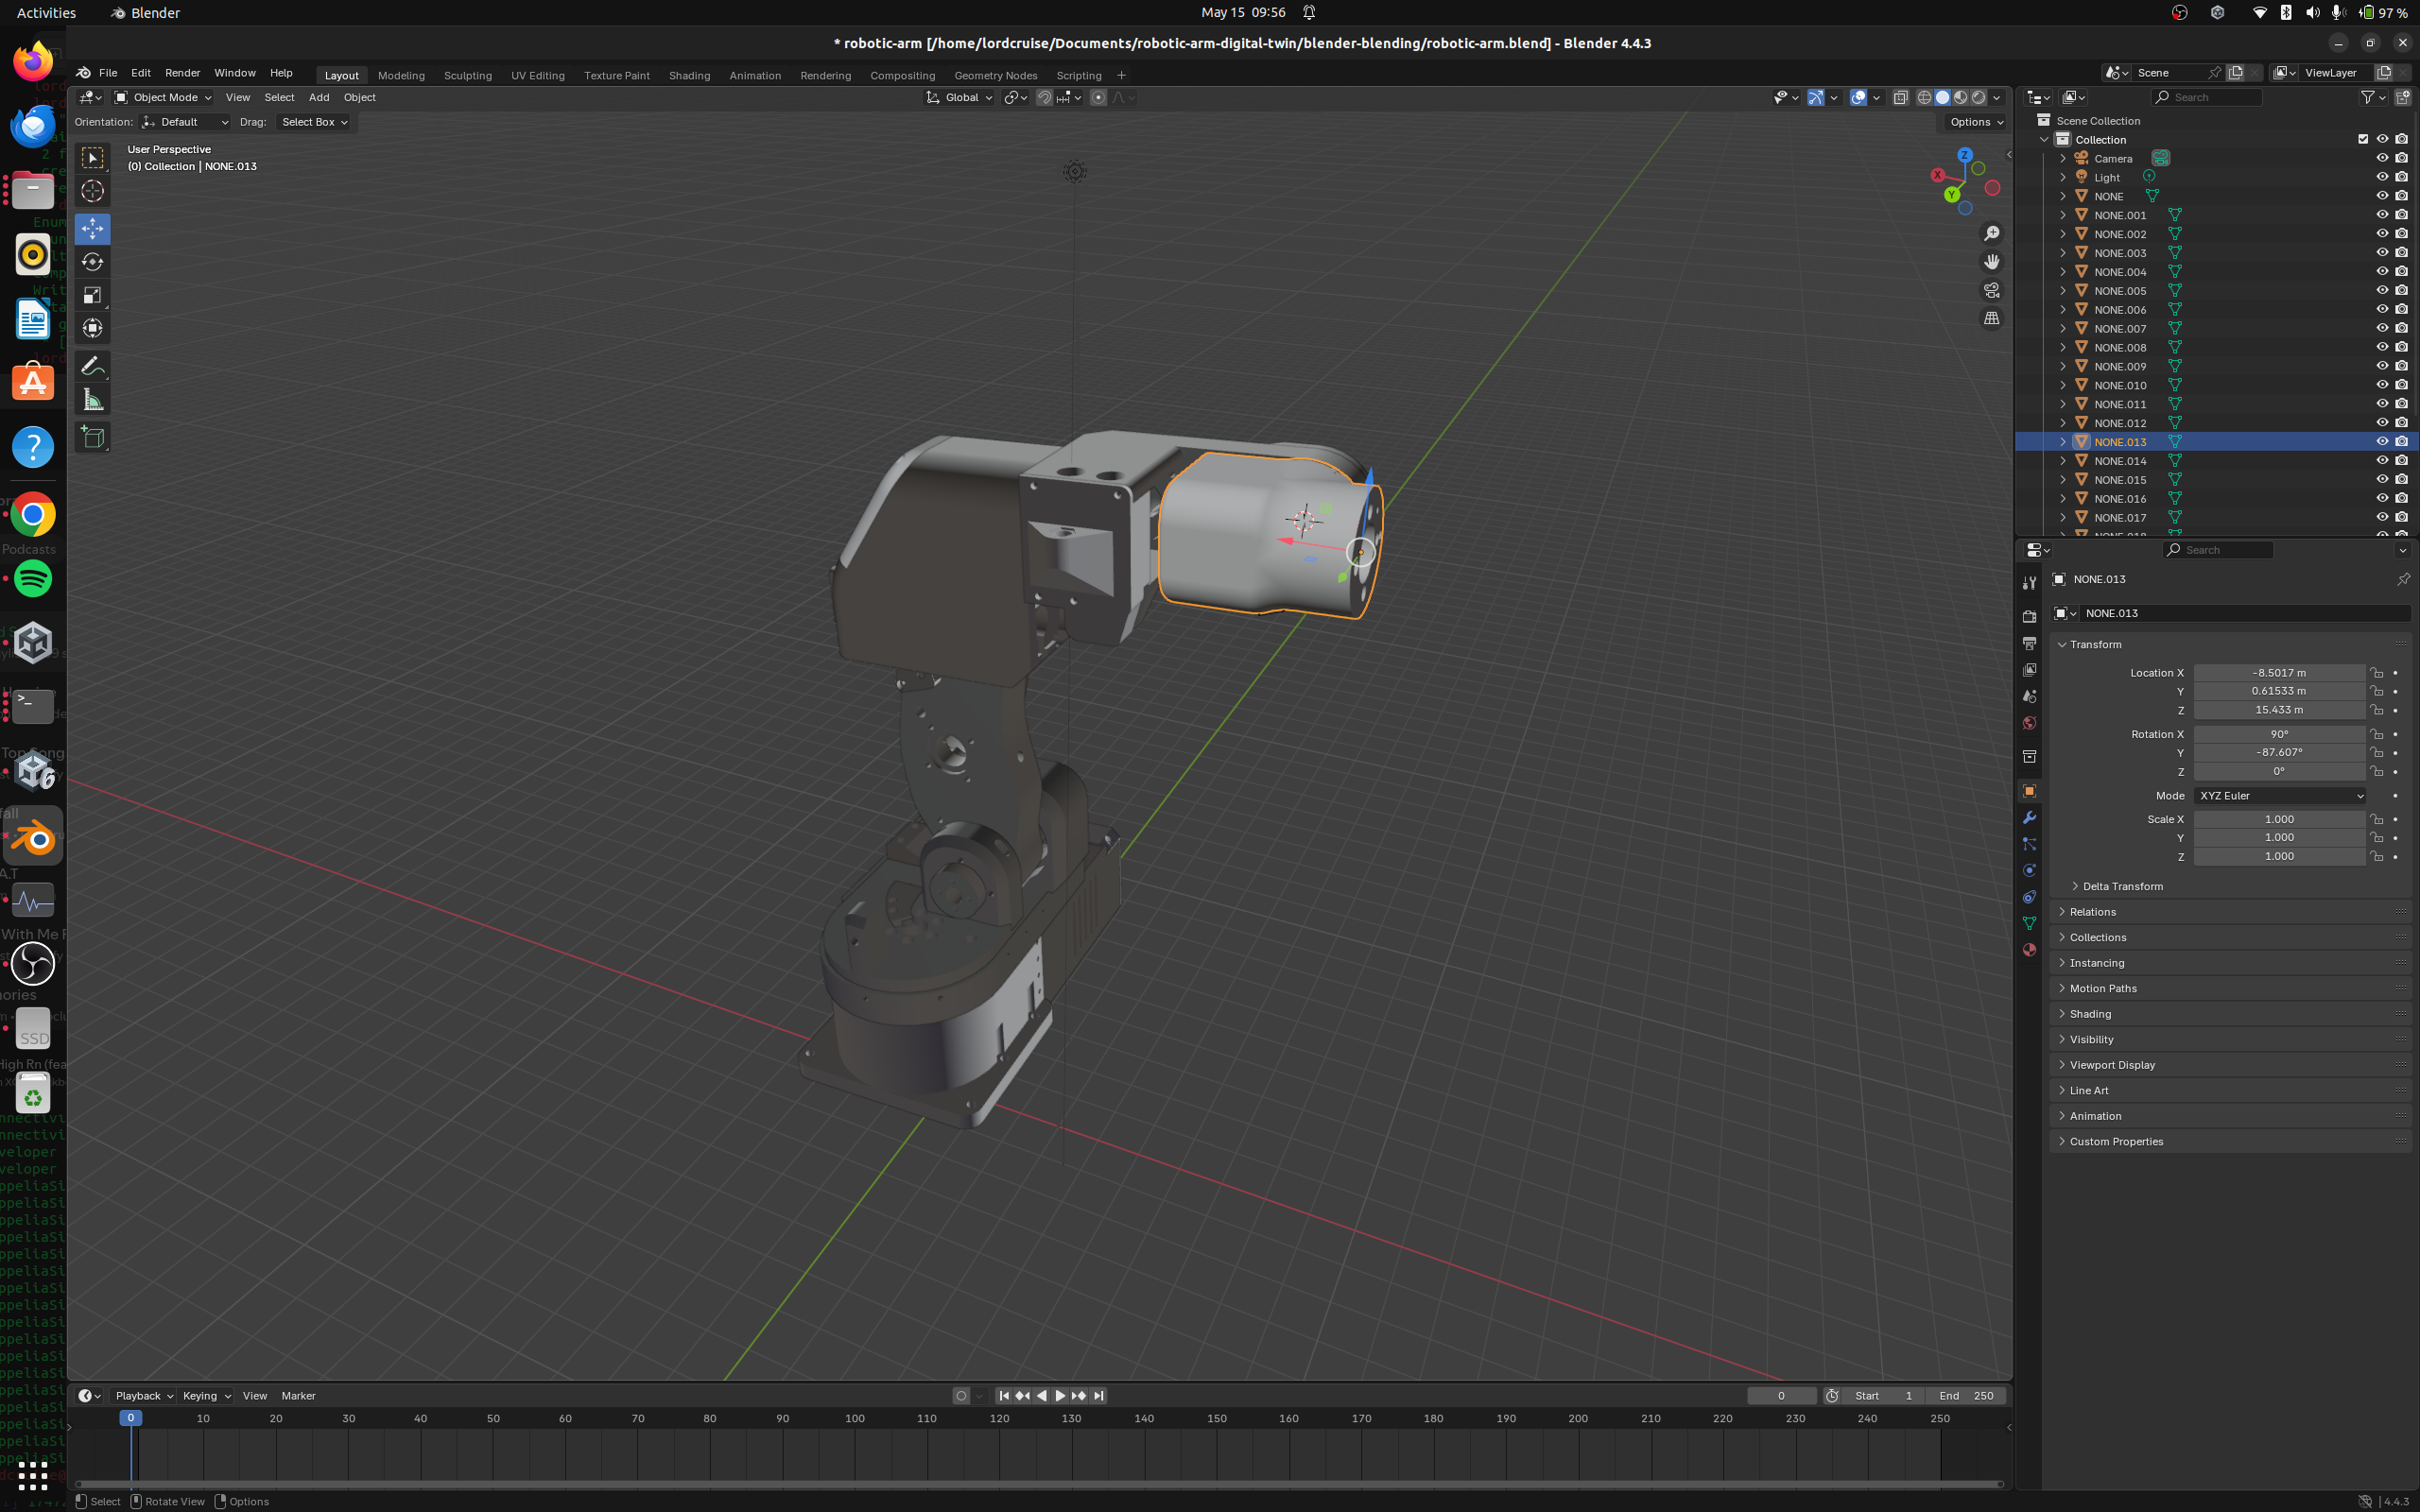 Activities Blender May 15 09:56 97 %
* robotic-arm [/home/lordcruise/Documents/robotic-arm-digital-twin/blender-blending/robotic-arm.blend] - Blender 4.4.3
File Edit Render Window Help Layout Modeling Sculpting UV Editing Texture Paint Shading Animation Rendering Compositing Geometry Nodes Scripting + Scene ViewLayer
Object Mode View Select Add Object Global Search
Orientation: Default Drag: Select Box Options
User Perspective
(0) Collection | NONE.013
Z
X
Y
Scene Collection
Collection
Camera
Light
NONE
NONE.001
NONE.002
NONE.003
NONE.004
NONE.005
NONE.006
NONE.007
NONE.008
NONE.009
NONE.010
NONE.011
NONE.012
NONE.013
NONE.014
NONE.015
NONE.016
NONE.017
Search
NONE.013
NONE.013
Transform
Location X -8.5017 m
Y 0.61533 m
Z 15.433 m
Rotation X 90°
Y -87.607°
Z 0°
Mode XYZ Euler
Scale X 1.000
Y 1.000
Z 1.000
Delta Transform
Relations
Collections
Instancing
Motion Paths
Shading
Visibility
Viewport Display
Line Art
Animation
Custom Properties
Podcasts
SSD
Playback Keying View Marker 0 Start 1 End 250
0 10 20 30 40 50 60 70 80 90 100 110 120 130 140 150 160 170 180 190 200 210 220 230 240 250
Select Rotate View Options 4.4.3